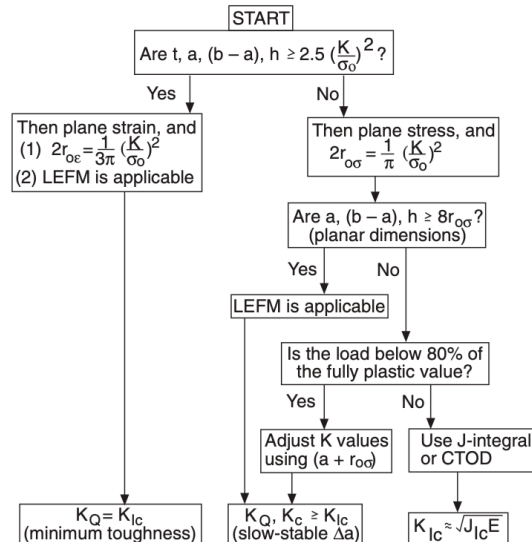 START
Are t, a, (b − a), h ≥ 2.5 (K/σo)² ?
Yes
No
Then plane strain, and
(1) 2roε = 1/3π (K/σo)²
(2) LEFM is applicable
Then plane stress, and
2roσ = 1/π (K/σo)²
Are a, (b − a), h ≥ 8roσ?
(planar dimensions)
Yes
No
LEFM is applicable
Is the load below 80% of
the fully plastic value?
Yes
No
Adjust K values
using (a + roσ)
Use J-integral
or CTOD
KQ = KIc
(minimum toughness)
KQ, Kc ≥ KIc
(slow-stable Δa)
KIc ≈ √JIcE